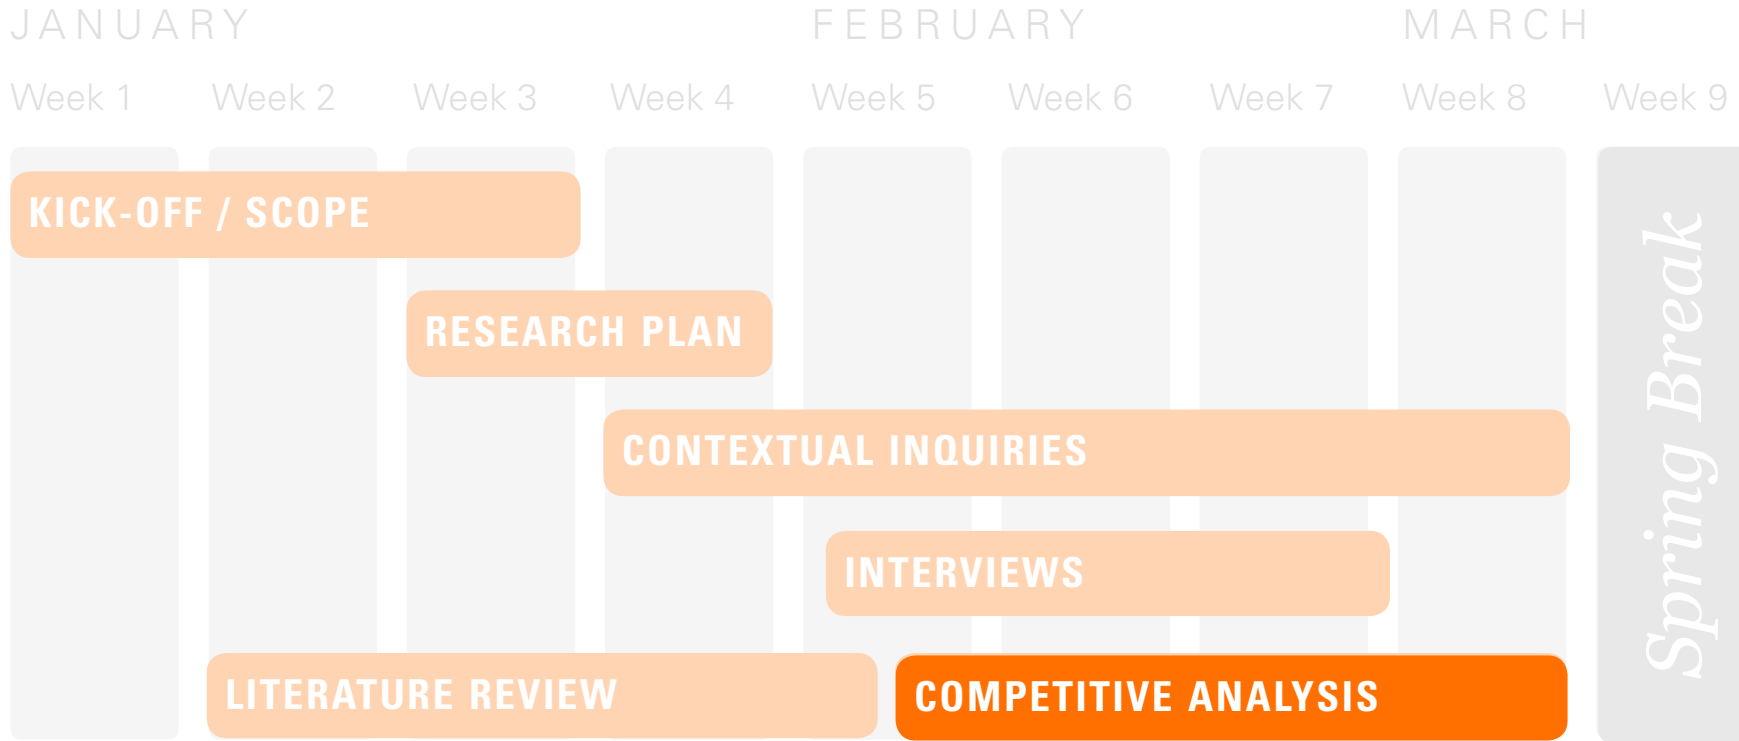 JANUARY FEBRUARY MARCH
Week 1 Week 2 Week 3 Week 4 Week 5 Week 6 Week 7 Week 8 Week 9
KICK-OFF / SCOPE
RESEARCH PLAN
CONTEXTUAL INQUIRIES
INTERVIEWS
LITERATURE REVIEW COMPETITIVE ANALYSIS
Spring Break